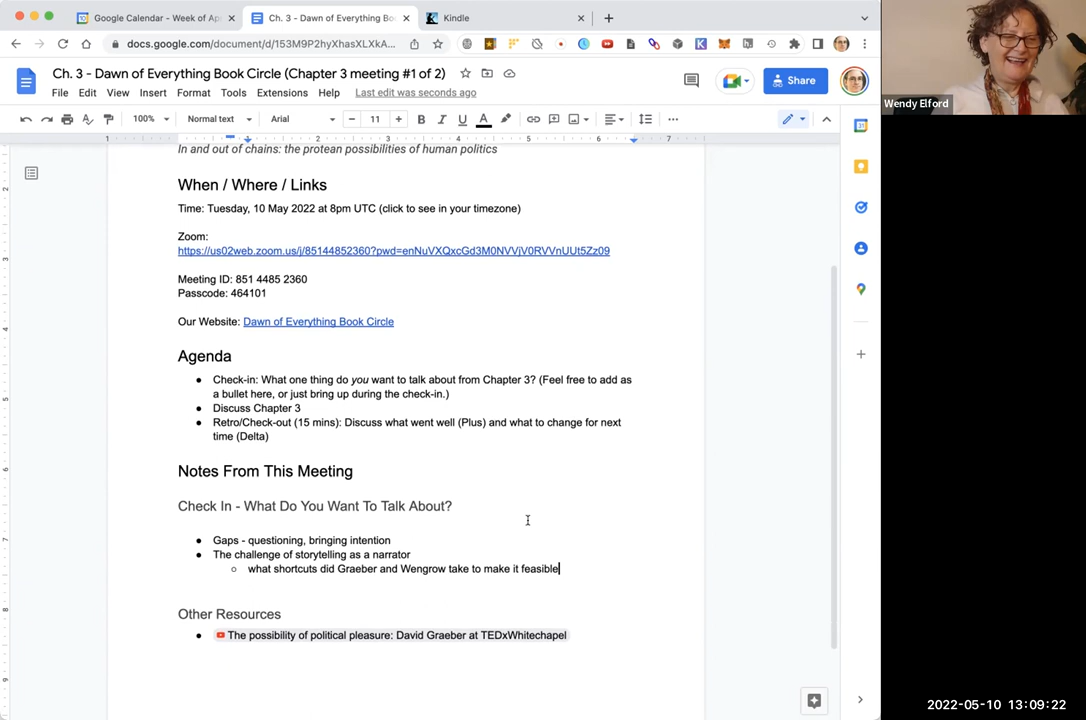 Google Calendar - Week of Ap
Ch. 3 - Dawn of Everything Bo
Kindle
docs.google.com/document/d/153M9P2hyXhasXLXkA...
Ch. 3 - Dawn of Everything Book Circle (Chapter 3 meeting #1 of 2)
File Edit View Insert Format Tools Extensions Help Last edit was seconds ago
Share
Wendy Elford
100% Normal text Arial 11 B I U A
1 1 2 3 4 5 6 7
In and out of chains: the protean possibilities of human politics
When / Where / Links
Time: Tuesday, 10 May 2022 at 8pm UTC (click to see in your timezone)
Zoom:
https://us02web.zoom.us/j/85144852360?pwd=enNuVXQxcGd3M0NVVjV0RVVnUUt5Zz09
Meeting ID: 851 4485 2360
Passcode: 464101
Our Website: Dawn of Everything Book Circle
Agenda
● Check-in: What one thing do you want to talk about from Chapter 3? (Feel free to add as
a bullet here, or just bring up during the check-in.)
● Discuss Chapter 3
● Retro/Check-out (15 mins): Discuss what went well (Plus) and what to change for next
time (Delta)
Notes From This Meeting
Check In - What Do You Want To Talk About?
● Gaps - questioning, bringing intention
● The challenge of storytelling as a narrator
○ what shortcuts did Graeber and Wengrow take to make it feasible
Other Resources
● The possibility of political pleasure: David Graeber at TEDxWhitechapel
2022-05-10 13:09:22